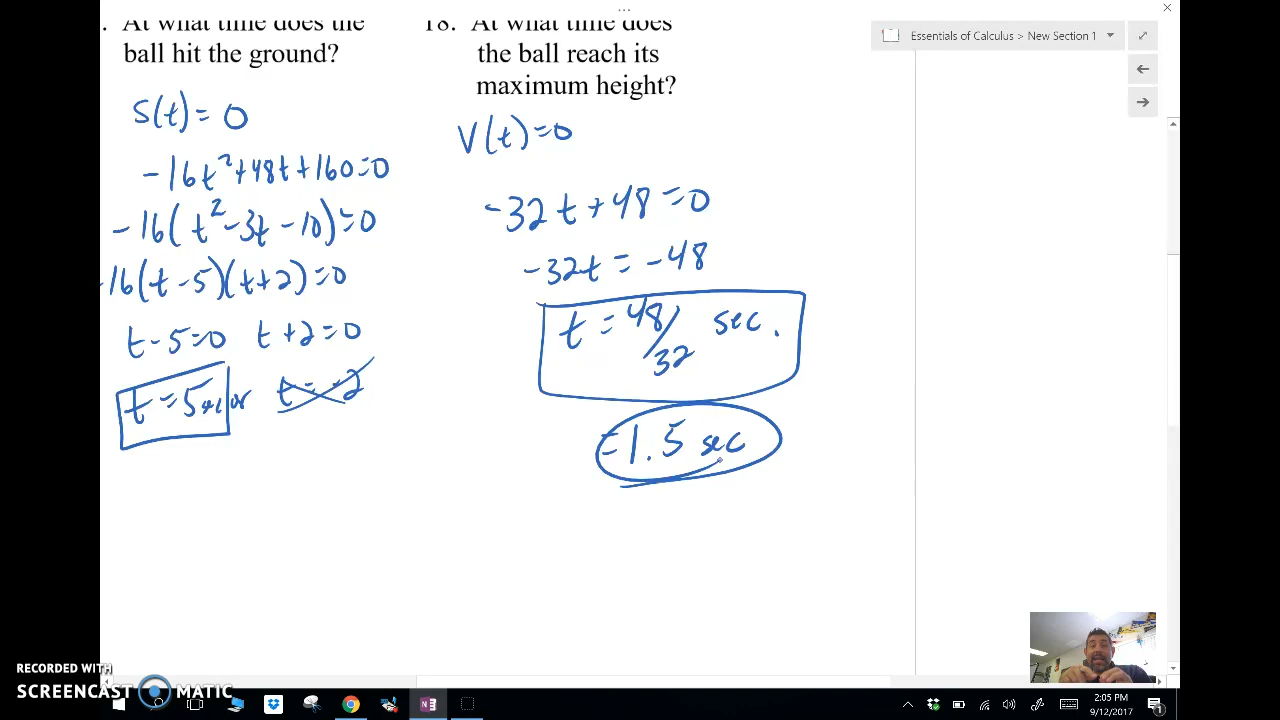 . At what time does the
ball hit the ground?
S(t) = 0
-16t²+48t+160=0
-16(t²-3t-10)=0
-16(t-5)(t+2)=0
t-5=0 t+2=0
t=5sec or t=-2
18. At what time does
the ball reach its
maximum height?
V(t)=0
-32t+48=0
-32t=-48
t=48/32 sec.
=1.5 sec
Essentials of Calculus > New Section 1
RECORDED WITH
SCREENCAST MATIC
2:05 PM
9/12/2017